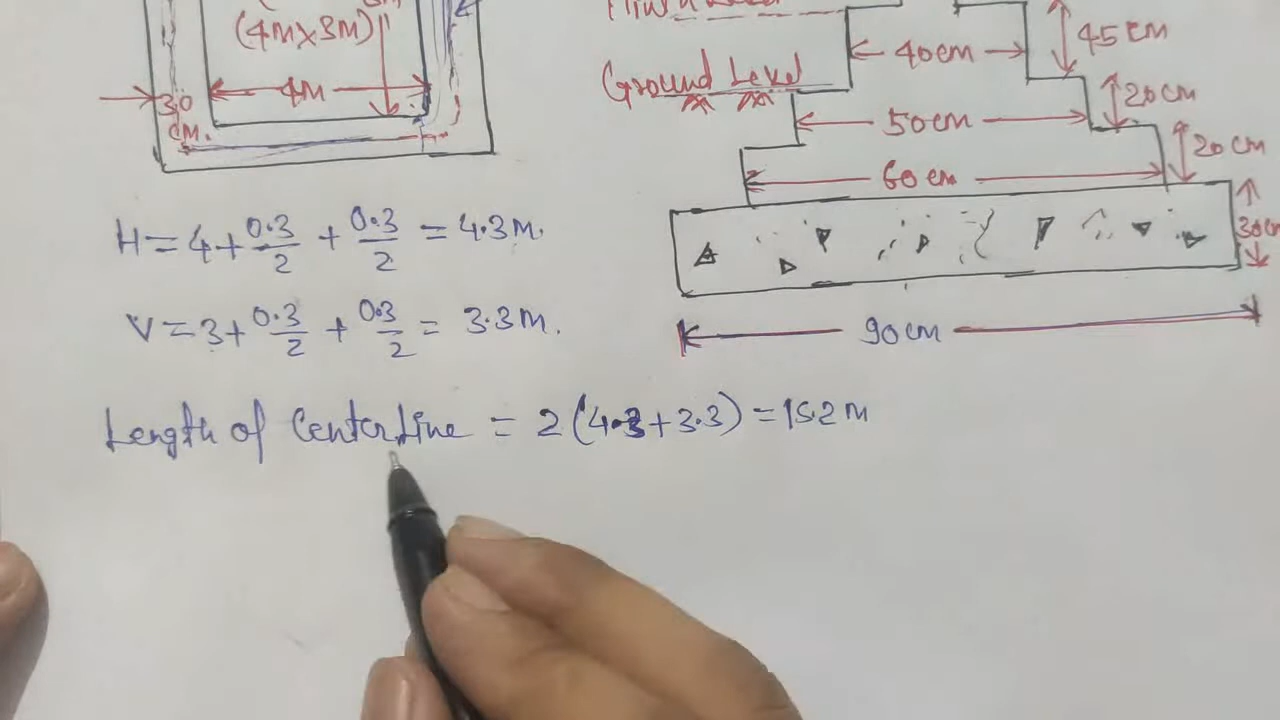 (4M×3M)
4M
30
CM.
H = 4 + 0.3/2 + 0.3/2 = 4.3 M.
V = 3 + 0.3/2 + 0.3/2 = 3.3 M.
Length of Center Line = 2(4.3+3.3) = 15.2 M
Ground Level
40 cm
45 cm
50 cm
20 cm
60 cm
20 cm
30 cm
90 cm